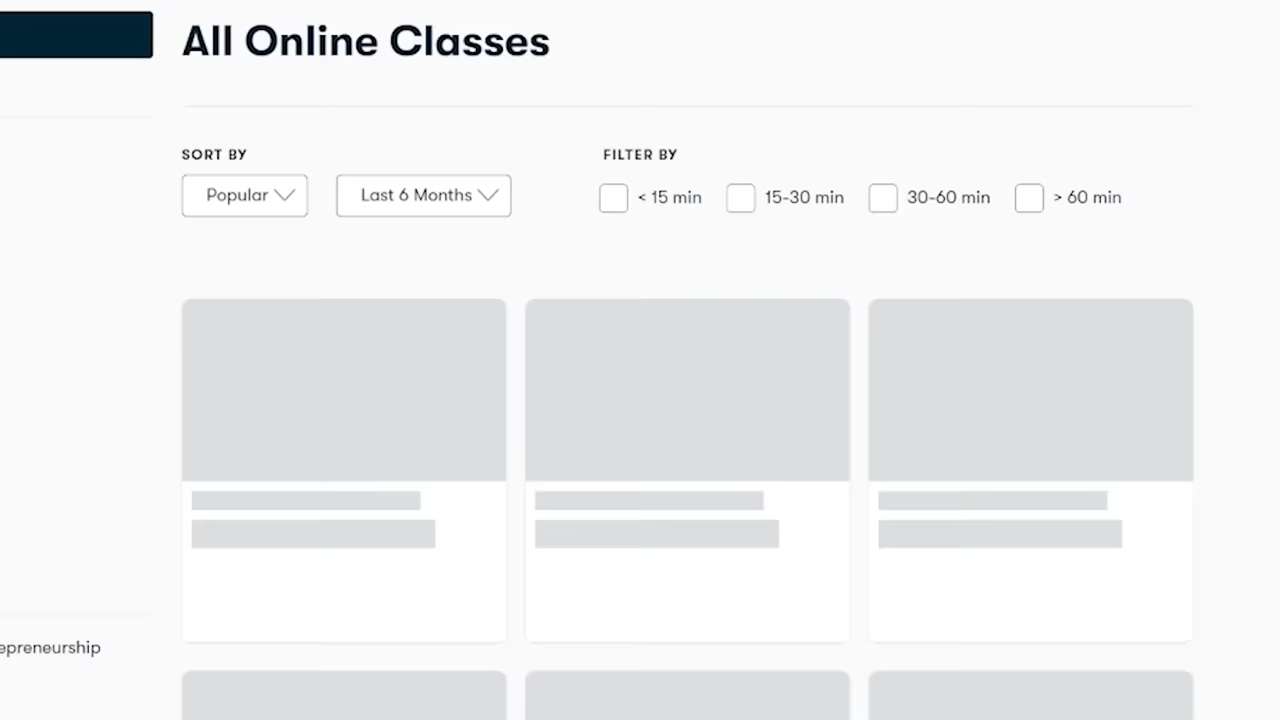 All Online Classes
SORT BY
FILTER BY
Popular
Last 6 Months
< 15 min
15-30 min
30-60 min
> 60 min
epreneurship